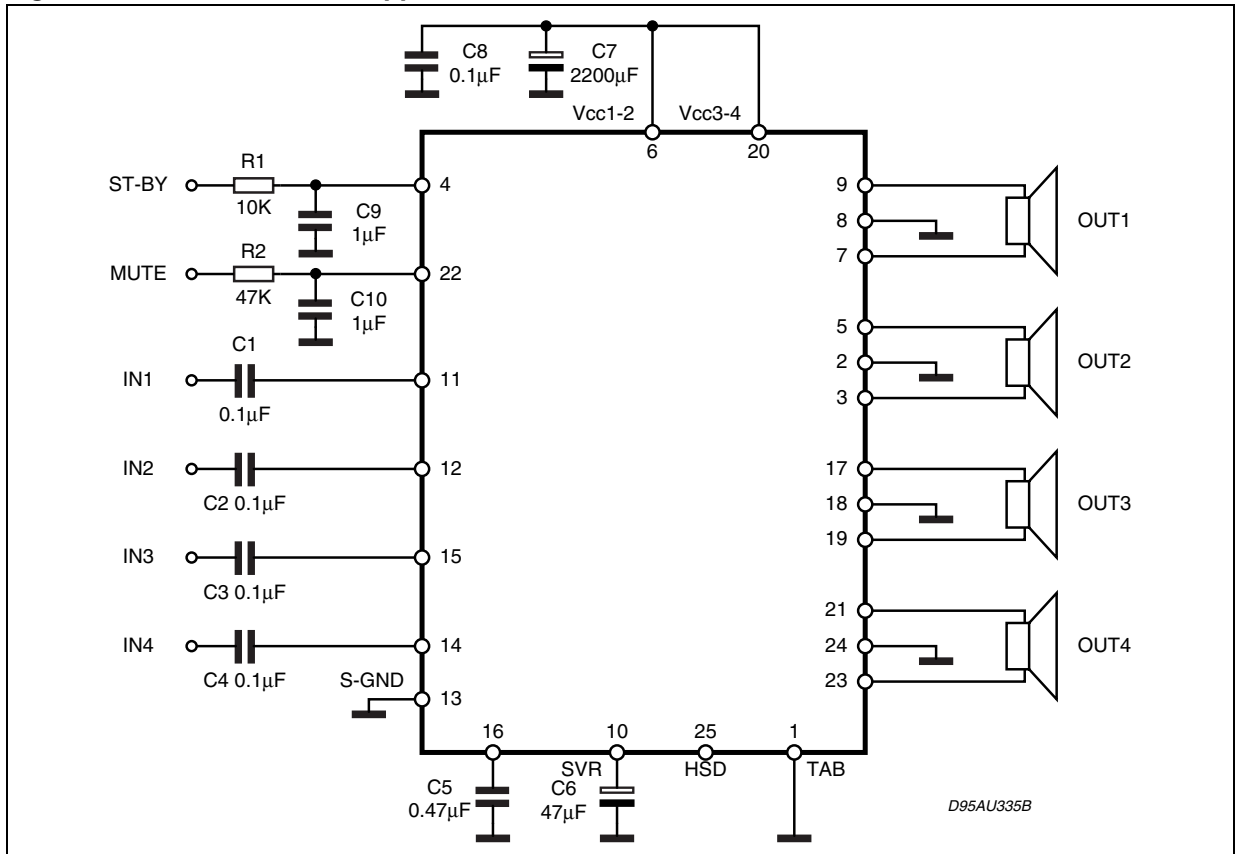 C8
0.1µF
C7
2200µF
Vcc1-2
Vcc3-4
6
20
ST-BY
R1
10K
4
C9
1µF
MUTE
R2
47K
22
C10
1µF
IN1
C1
0.1µF
11
IN2
C2 0.1µF
12
IN3
C3 0.1µF
15
IN4
C4 0.1µF
14
S-GND
13
9
8
7
OUT1
5
2
3
OUT2
17
18
19
OUT3
21
24
23
OUT4
16
10
25
1
SVR
HSD
TAB
C5
0.47µF
C6
47µF
D95AU335B